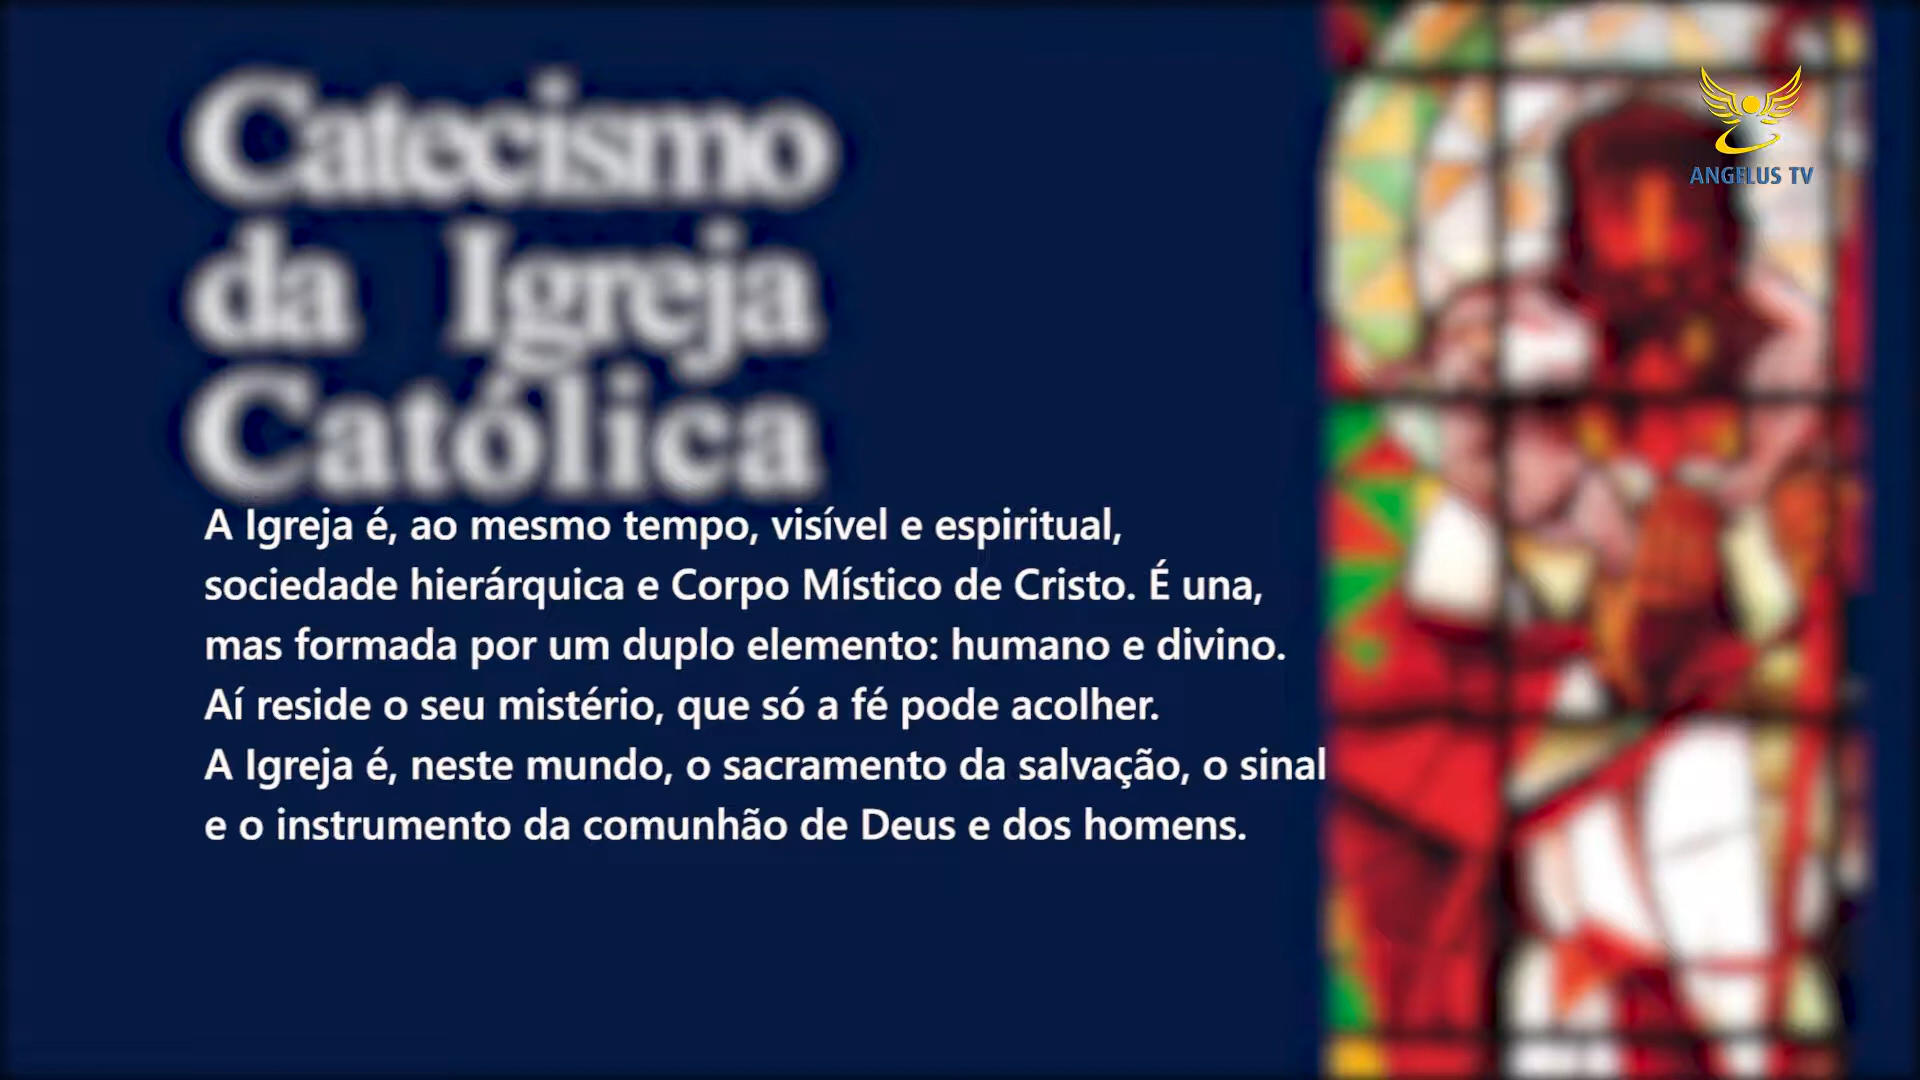 Catecismo
da Igreja
Católica
ANGELUS TV
A Igreja é, ao mesmo tempo, visível e espiritual,
sociedade hierárquica e Corpo Místico de Cristo. É una,
mas formada por um duplo elemento: humano e divino.
Aí reside o seu mistério, que só a fé pode acolher.
A Igreja é, neste mundo, o sacramento da salvação, o sinal
e o instrumento da comunhão de Deus e dos homens.